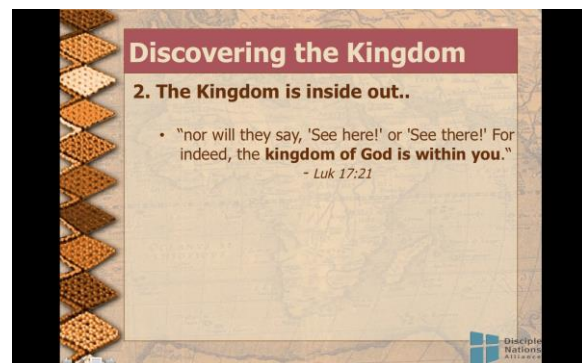 Discovering the Kingdom
2. The Kingdom is inside out..
• “nor will they say, 'See here!' or 'See there!' For
indeed, the kingdom of God is within you.“
- Luk 17:21
Disciple
Nations
Alliance